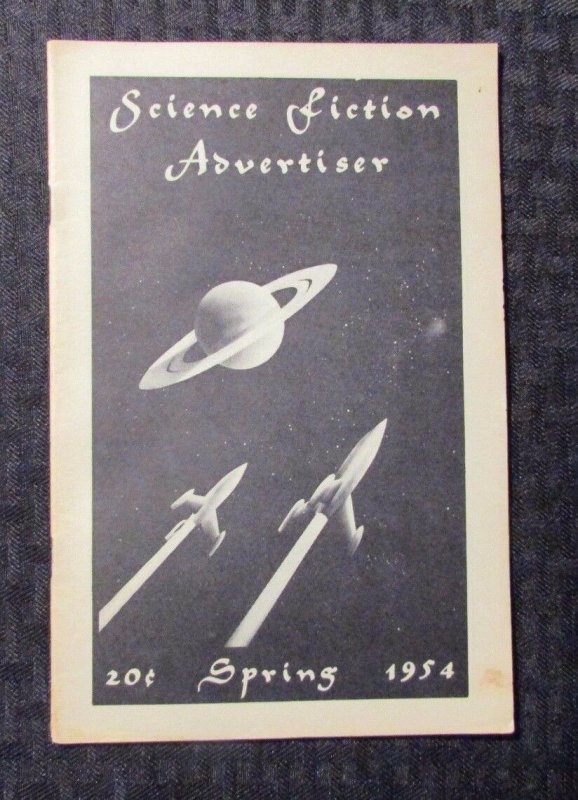 Science Fiction
Advertiser
20¢ Spring 1954